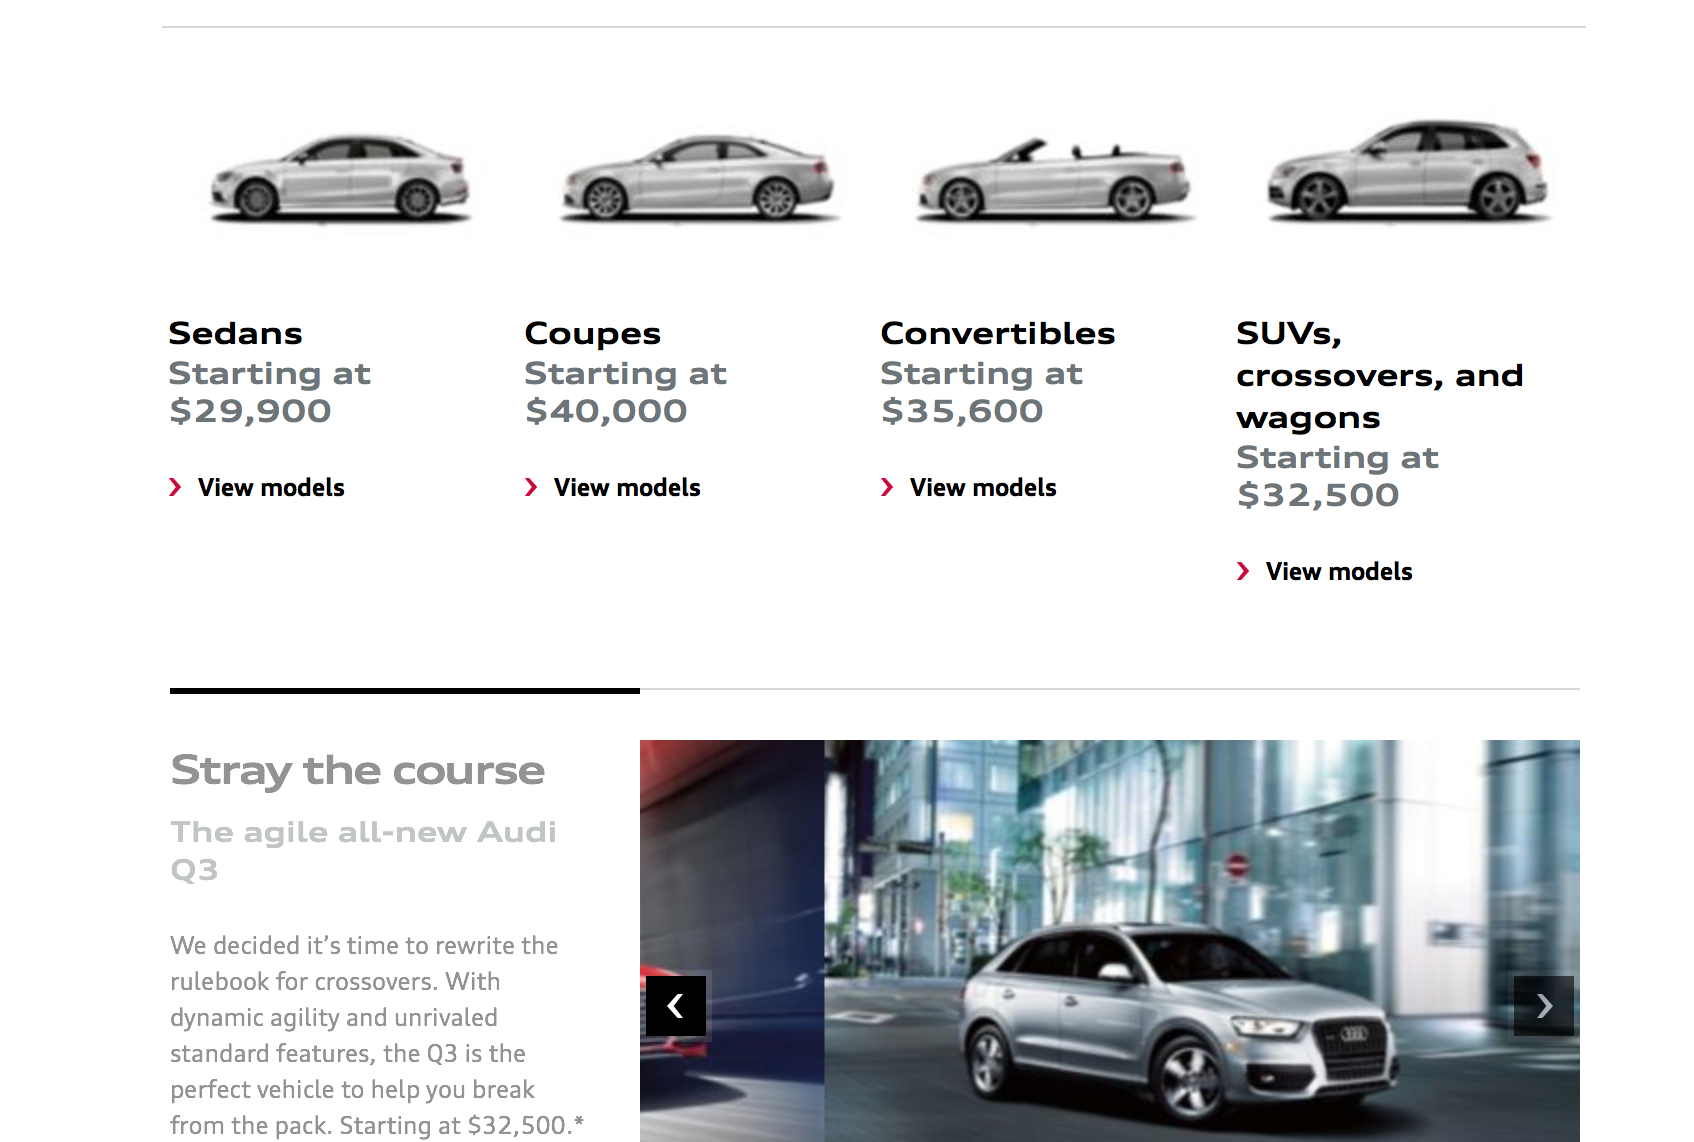 Sedans
Starting at
$29,900
View models
Coupes
Starting at
$40,000
View models
Convertibles
Starting at
$35,600
View models
SUVs,
crossovers, and
wagons
Starting at
$32,500
View models
Stray the course
The agile all-new Audi
Q3
We decided it’s time to rewrite the
rulebook for crossovers. With
dynamic agility and unrivaled
standard features, the Q3 is the
perfect vehicle to help you break
from the pack. Starting at $32,500.*